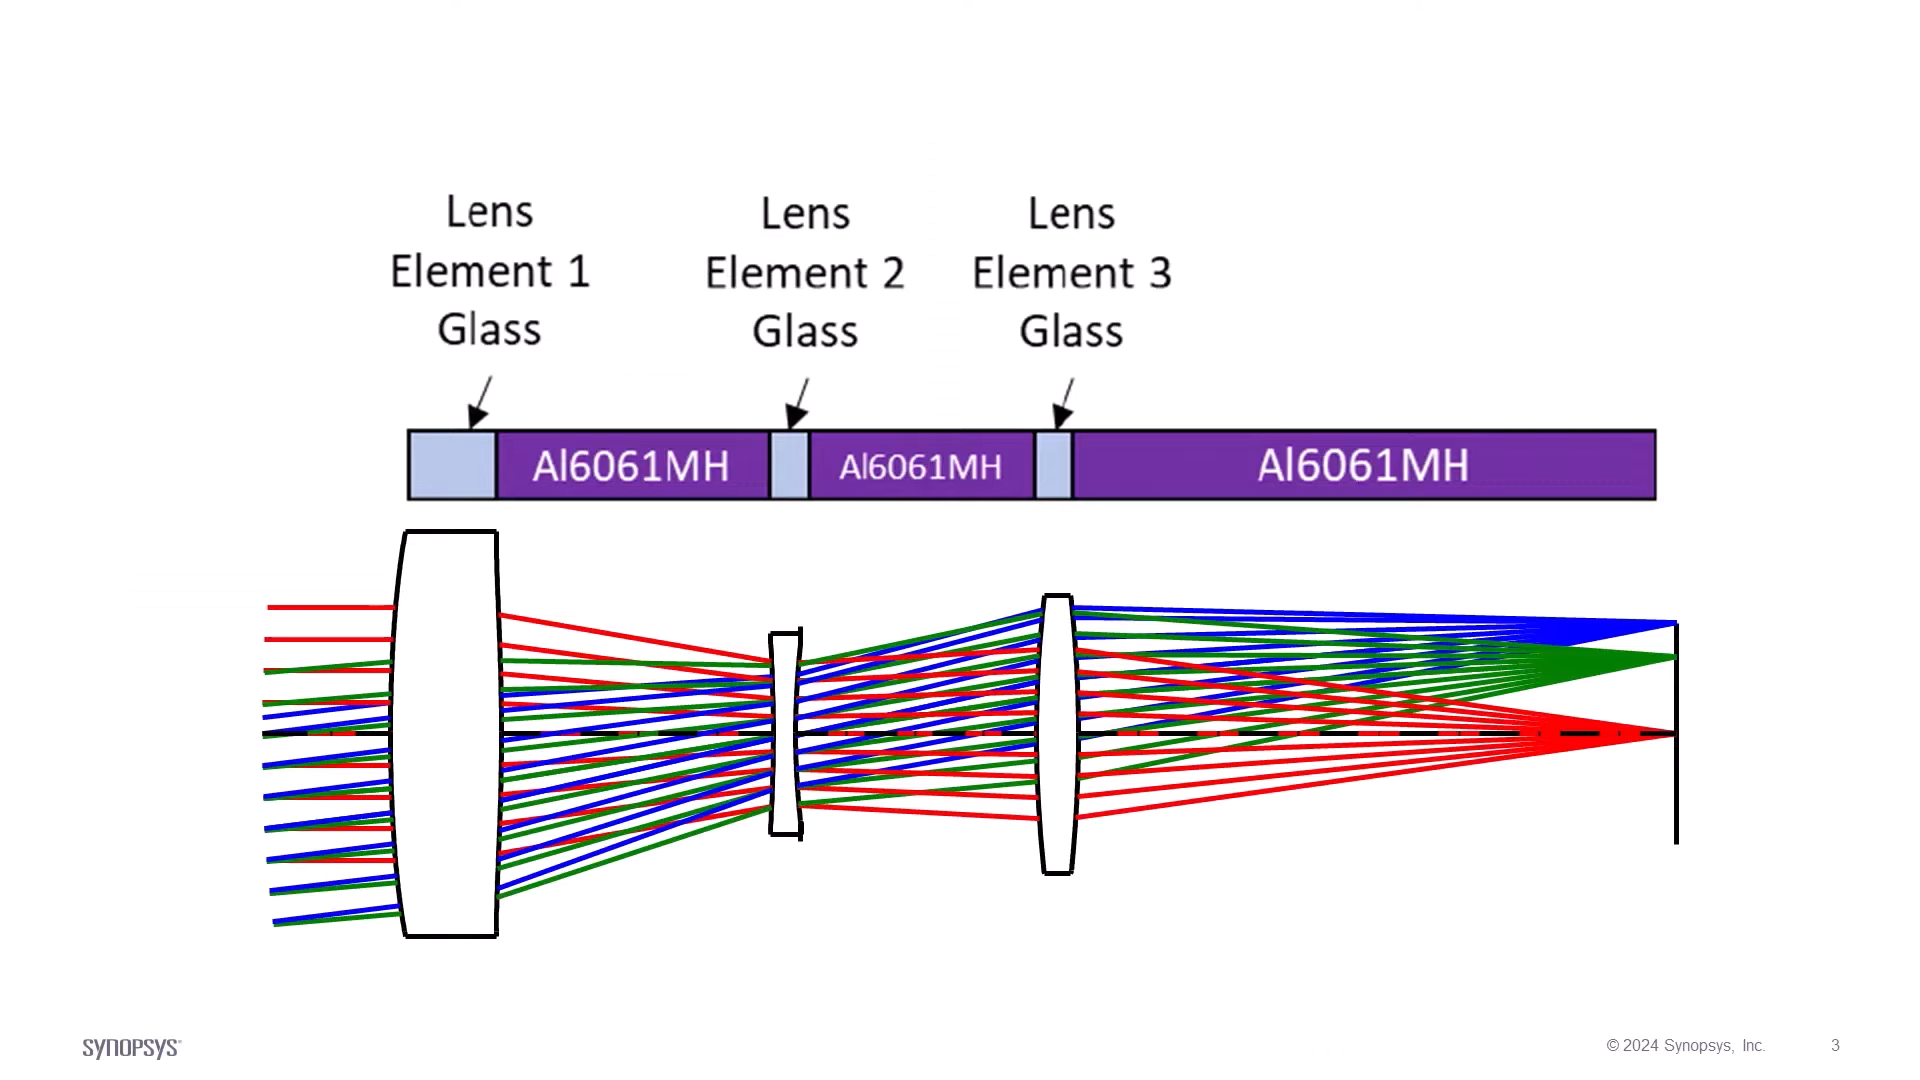 Lens
Element 1
Glass
Lens
Element 2
Glass
Lens
Element 3
Glass
Al6061MH
Al6061MH
Al6061MH
SYNOPSYS
© 2024 Synopsys, Inc.
3